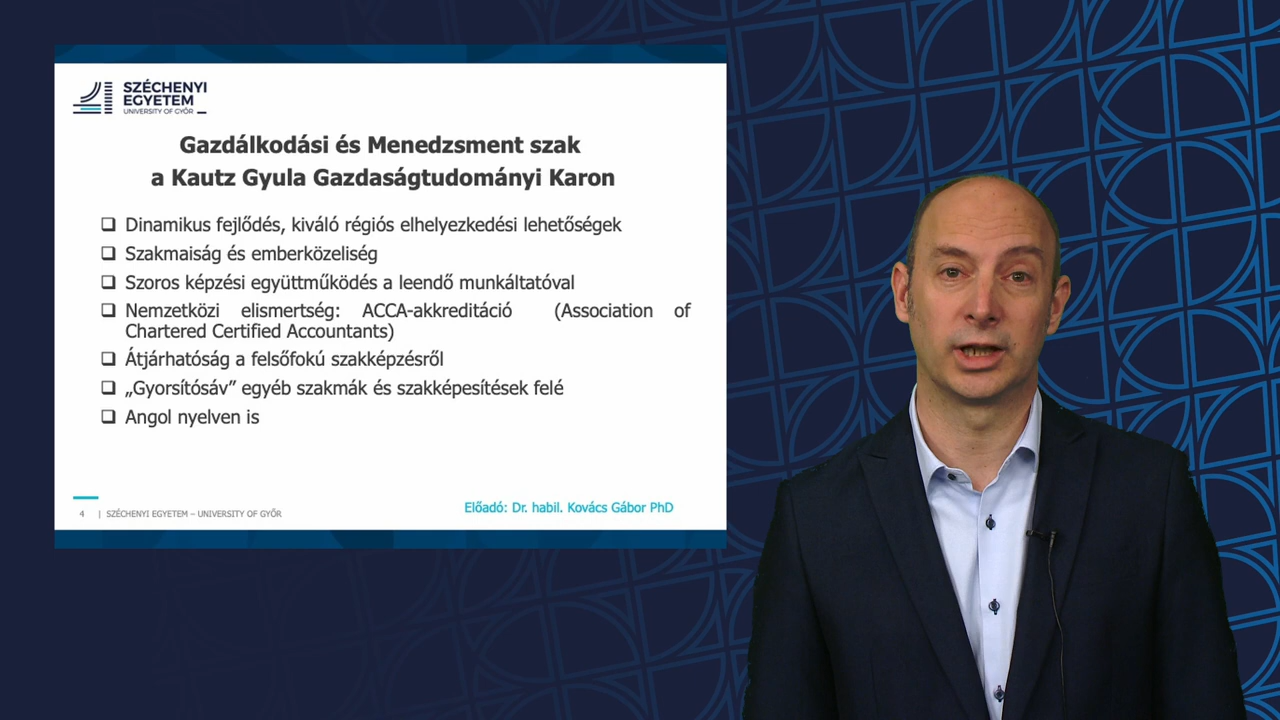 SZÉCHENYI
EGYETEM
UNIVERSITY OF GYŐR
Gazdálkodási és Menedzsment szak
a Kautz Gyula Gazdaságtudományi Karon
❑ Dinamikus fejlődés, kiváló régiós elhelyezkedési lehetőségek
❑ Szakmaiság és emberközeliség
❑ Szoros képzési együttműködés a leendő munkáltatóval
❑ Nemzetközi elismertség: ACCA-akkreditáció (Association of
Chartered Certified Accountants)
❑ Átjárhatóság a felsőfokú szakképzésről
❑ „Gyorsítósáv” egyéb szakmák és szakképesítések felé
❑ Angol nyelven is
Előadó: Dr. habil. Kovács Gábor PhD
4 | SZÉCHENYI EGYETEM – UNIVERSITY OF GYŐR